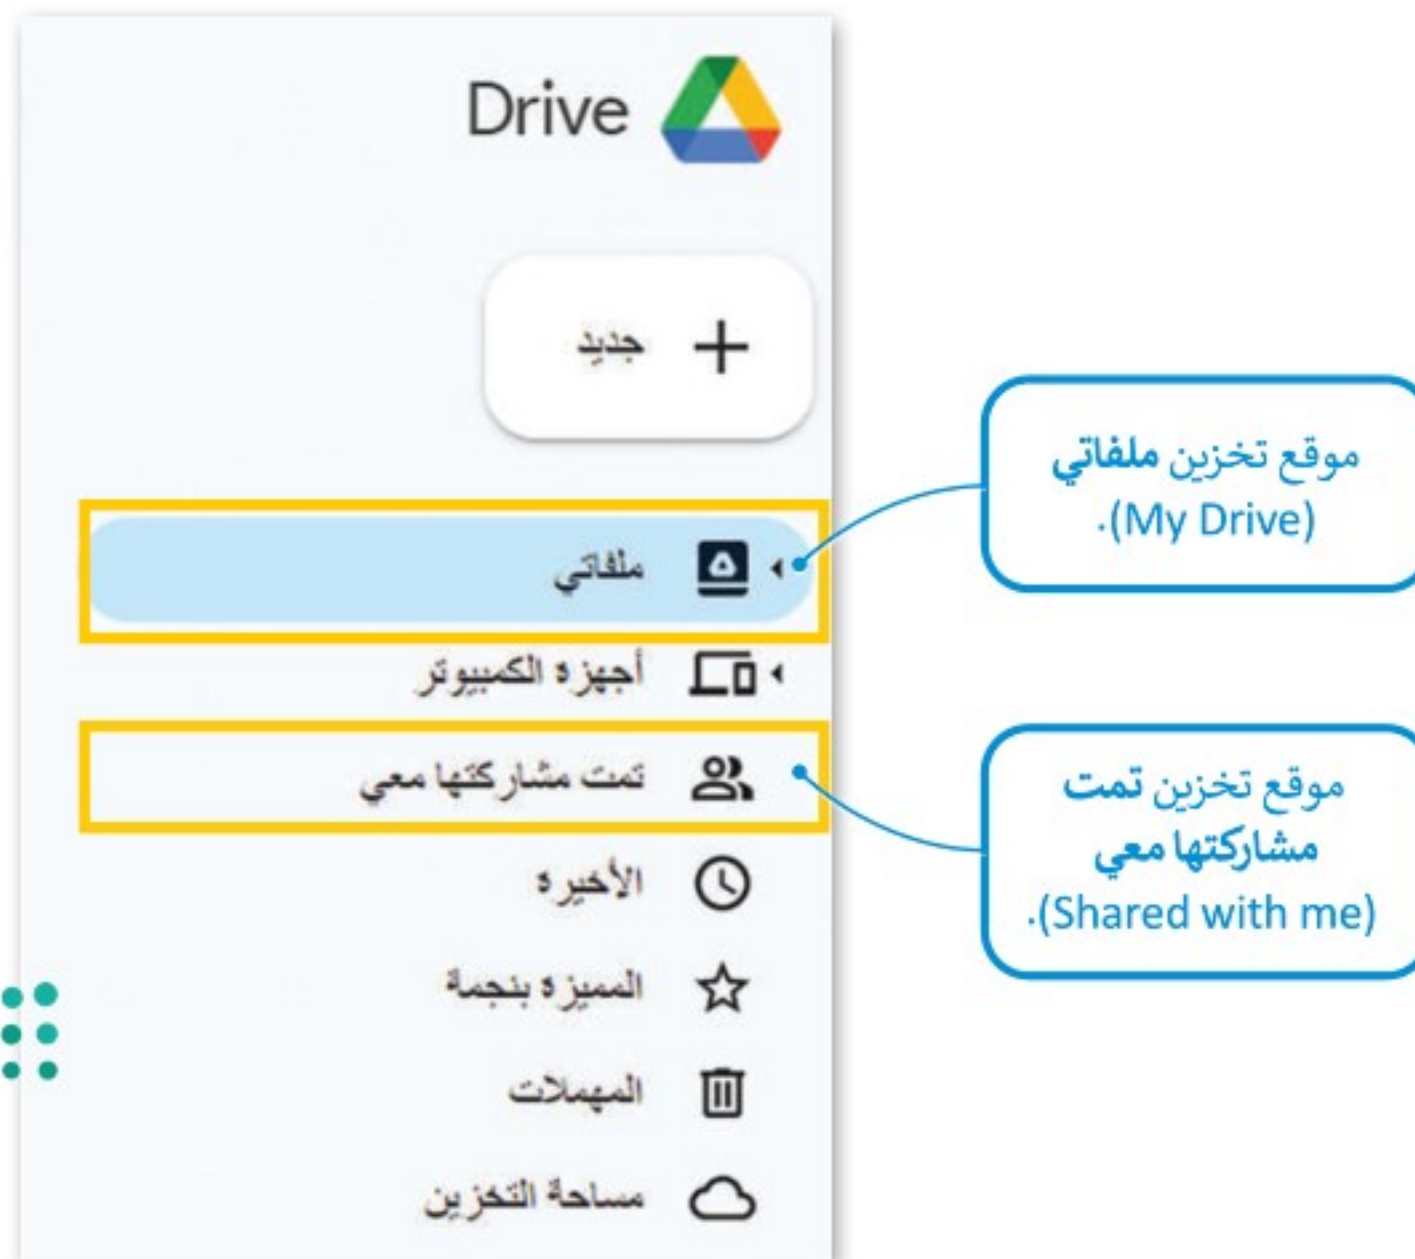 Drive
جديد
ملفاتي
أجهزة الكمبيوتر
تمت مشاركتها معي
الأخيرة
المميزة بنجمة
المهملات
مساحة التخزين
موقع تخزين ملفاتي
(My Drive).
موقع تخزين تمت
مشاركتها معي
(Shared with me).